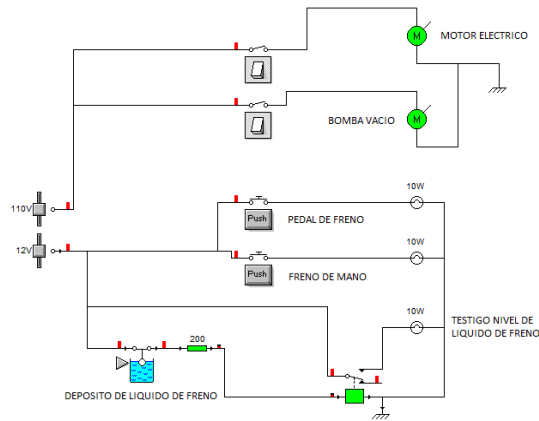 M
MOTOR ELECTRICO
M
BOMBA VACIO
110V
12V
10W
Push
PEDAL DE FRENO
10W
Push
FRENO DE MANO
10W
TESTIGO NIVEL DE
LIQUIDO DE FRENO
200
DEPOSITO DE LIQUIDO DE FRENO